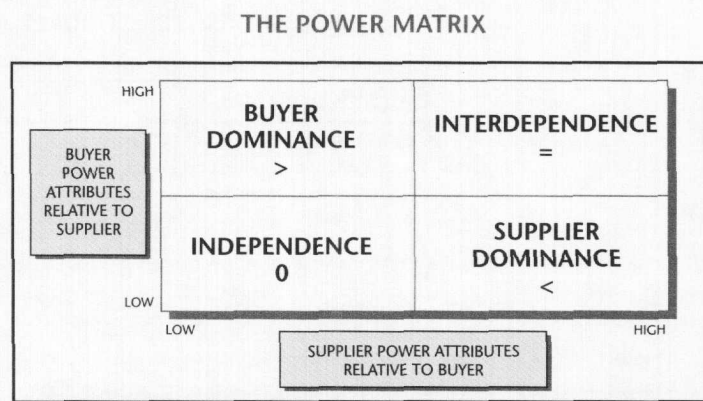 THE POWER MATRIX
HIGH
BUYER
DOMINANCE
>
INTERDEPENDENCE
=
BUYER
POWER
ATTRIBUTES
RELATIVE TO
SUPPLIER
INDEPENDENCE
0
SUPPLIER
DOMINANCE
<
LOW
LOW
HIGH
SUPPLIER POWER ATTRIBUTES
RELATIVE TO BUYER